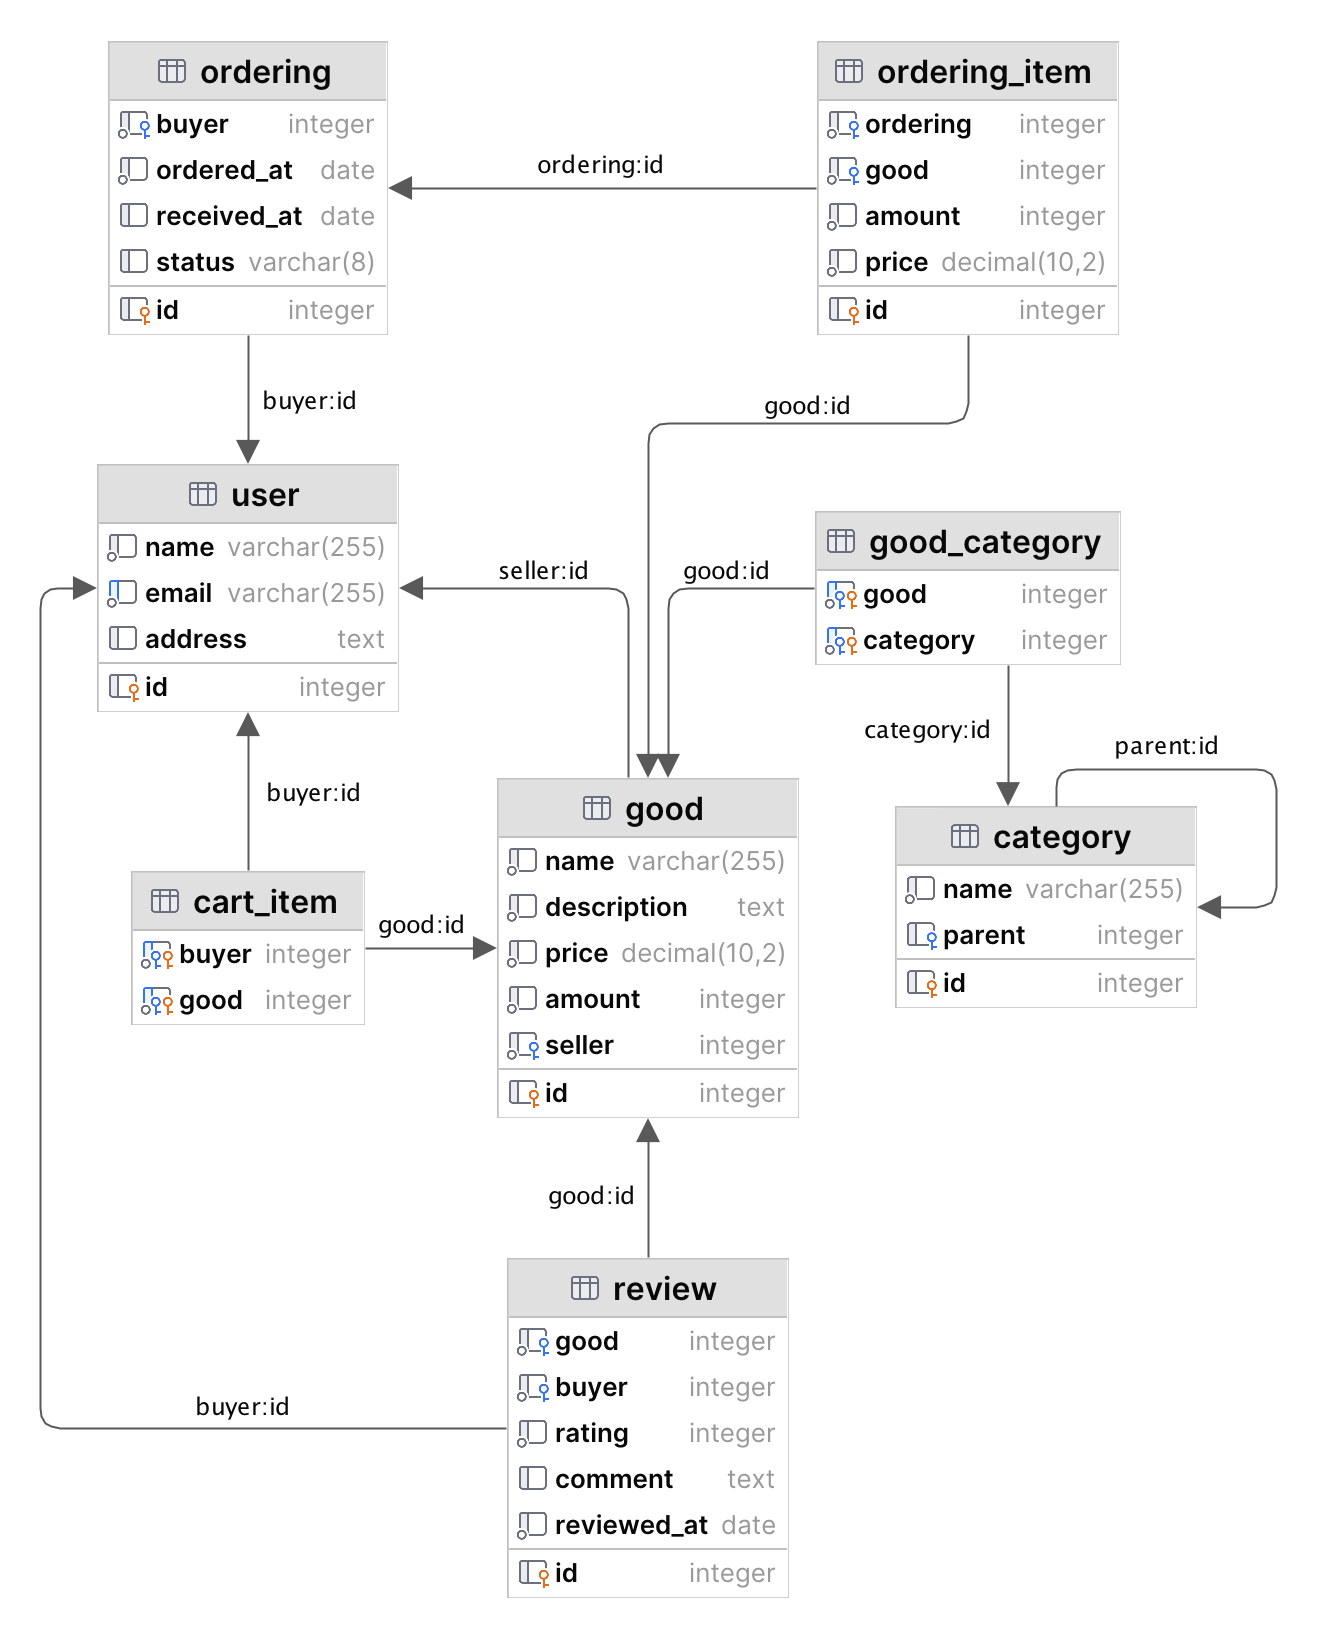 ordering
buyer integer
ordered_at date
received_at date
status varchar(8)
id integer
ordering:id
ordering_item
ordering integer
good integer
amount integer
price decimal(10,2)
id integer
buyer:id
good:id
user
name varchar(255)
email varchar(255)
address text
id integer
seller:id
good:id
good_category
good integer
category integer
category:id
parent:id
buyer:id
good
name varchar(255)
description text
price decimal(10,2)
amount integer
seller integer
id integer
category
name varchar(255)
parent integer
id integer
cart_item
buyer integer
good integer
good:id
good:id
review
good integer
buyer integer
rating integer
comment text
reviewed_at date
id integer
buyer:id